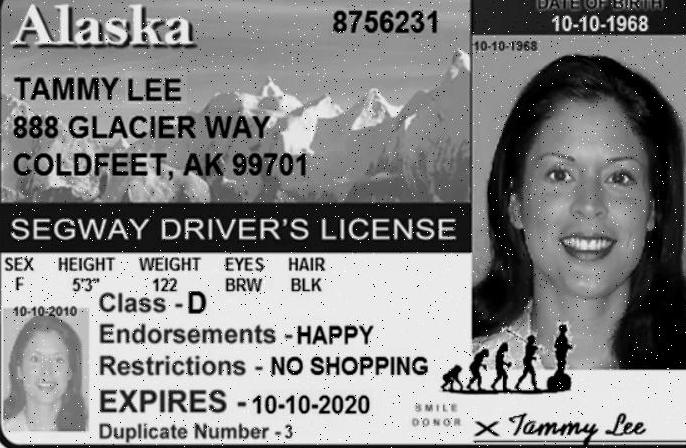 Alaska
8756231
DATE OF BIRTH
10-10-1968
10-10-1968
TAMMY LEE
888 GLACIER WAY
COLDFEET, AK 99701
SEGWAY DRIVER'S LICENSE
SEX HEIGHT WEIGHT EYES HAIR
F 5'3" 122 BRW BLK
10-10-2010
Class - D
Endorsements - HAPPY
Restrictions - NO SHOPPING
EXPIRES - 10-10-2020
Duplicate Number - 3
SMILE
DONOR
X Tammy Lee